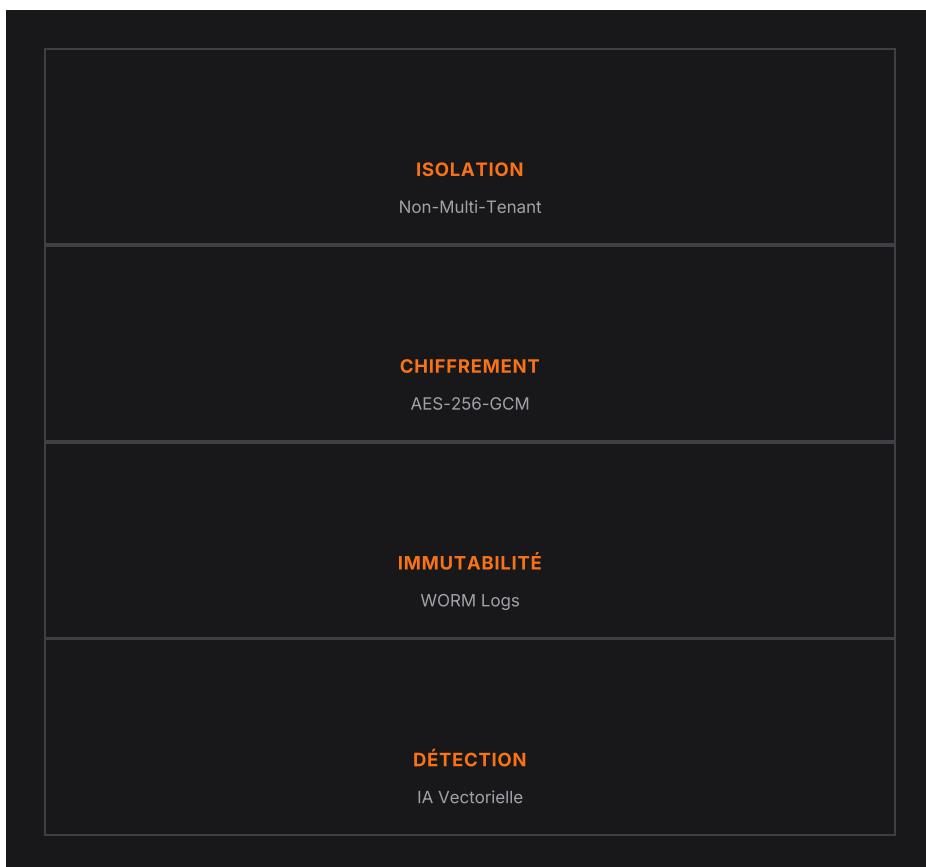 ISOLATION
Non-Multi-Tenant
CHIFFREMENT
AES-256-GCM
IMMUTABILITÉ
WORM Logs
DÉTECTION
IA Vectorielle